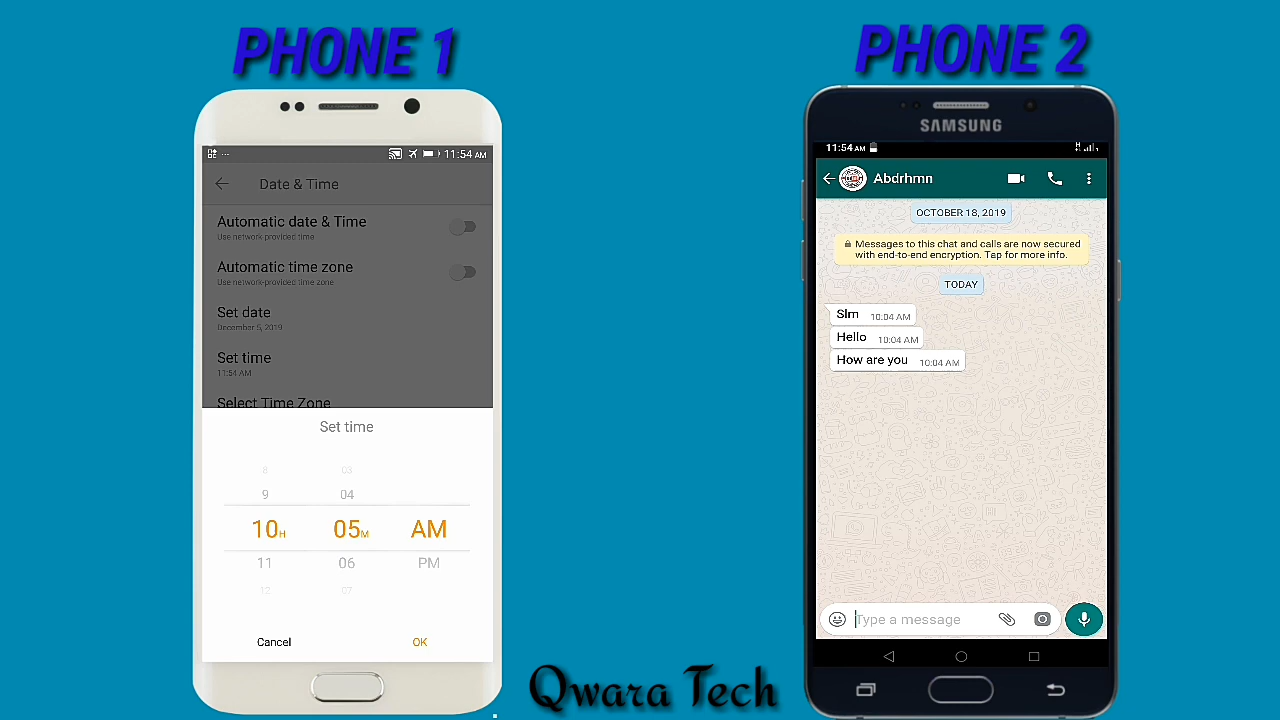 PHONE 1
11:54 AM
Date & Time
Automatic date & Time
Use network-provided time
Automatic time zone
Use network-provided time zone
Set date
December 5, 2019
Set time
11:54 AM
Select Time Zone
Set time
8 03
9 04
10H 05M AM
11 06 PM
12 07
Cancel OK
PHONE 2
SAMSUNG
11:54 AM H
Abdrhmn
OCTOBER 18, 2019
Messages to this chat and calls are now secured
with end-to-end encryption. Tap for more info.
TODAY
Slm 10:04 AM
Hello 10:04 AM
How are you 10:04 AM
Type a message
Qwara Tech